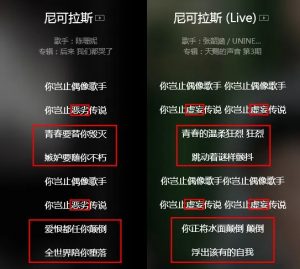 尼可拉斯
歌手：陈珊妮
专辑：后来 我们都哭了
你岂止偶像歌手
你岂止恶劣传说
青春要替你毁灭
嫉妒要随你不朽
你岂止偶像歌手
你岂止恶劣传说
爱恨都任你颠倒
全世界陪你堕落
尼可拉斯 (Live)
歌手：张韶涵 / UNINE...
专辑：天赐的声音 第3期
你岂止偶像歌手
你岂止虚妄传说
青春的温柔狂烈 狂烈
跳动着谜样颤抖
你岂止偶像歌手
你岂止虚妄传说
你正将水面颠倒 颠倒
浮出该有的自我